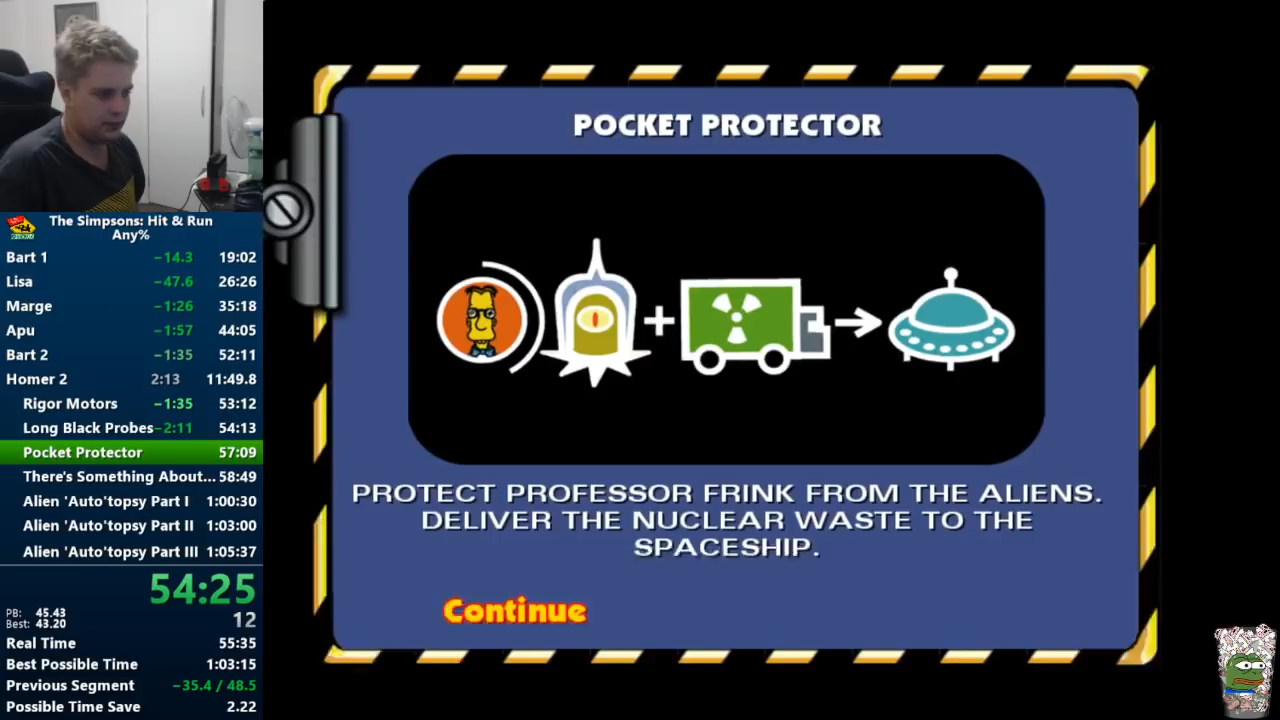 The Simpsons: Hit & Run
Any%
Bart 1 −14.3 19:02
Lisa −47.6 26:26
Marge −1:26 35:18
Apu −1:57 44:05
Bart 2 −1:35 52:11
Homer 2 2:13 11:49.8
Rigor Motors −1:35 53:12
Long Black Probes −2:11 54:13
Pocket Protector 57:09
There's Something About... 58:49
Alien 'Auto'topsy Part I 1:00:30
Alien 'Auto'topsy Part II 1:03:00
Alien 'Auto'topsy Part III 1:05:37
54:25
PB: 45.43
Best: 43.20
12
Real Time 55:35
Best Possible Time 1:03:15
Previous Segment −35.4 / 48.5
Possible Time Save 2.22
POCKET PROTECTOR
PROTECT PROFESSOR FRINK FROM THE ALIENS.
DELIVER THE NUCLEAR WASTE TO THE
SPACESHIP.
Continue